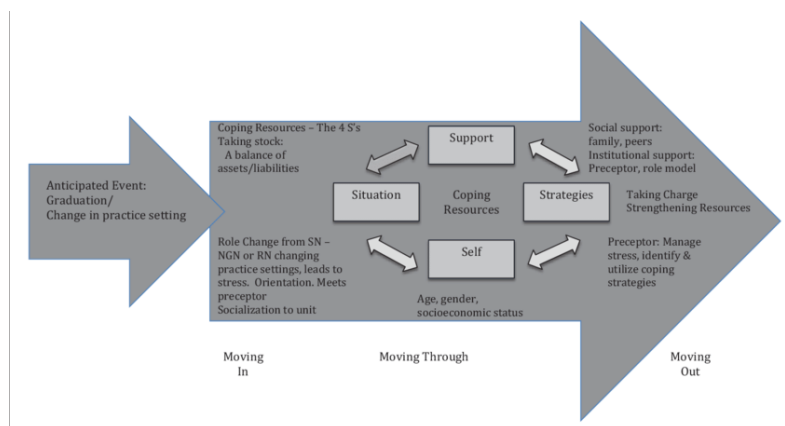 Anticipated Event:
Graduation/
Change in practice setting
Coping Resources – The 4 S's
Taking stock:
A balance of
assets/liabilities
Support
Social support:
family, peers
Institutional support:
Preceptor, role model
Situation
Coping
Resources
Strategies
Taking Charge
Strengthening Resources
Role Change from SN –
NGN or RN changing
practice settings, leads to
stress. Orientation. Meets
preceptor
Socialization to unit
Self
Age, gender,
socioeconomic status
Preceptor: Manage
stress, identify &
utilize coping
strategies
Moving
In
Moving Through
Moving
Out